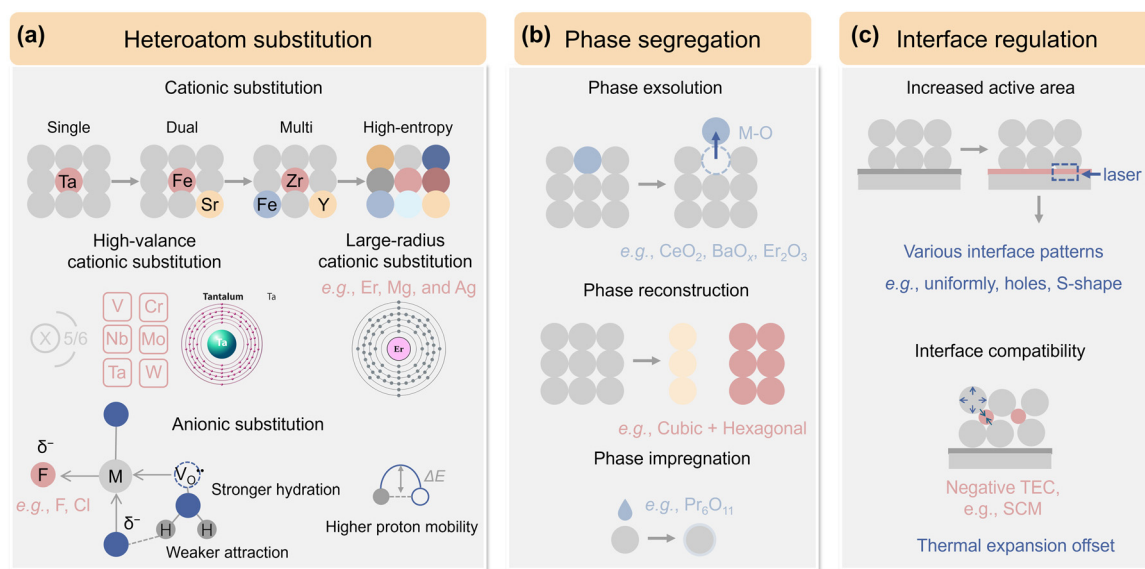 (a) Heteroatom substitution
Cationic substitution
Single Dual Multi High-entropy
Ta Fe Zr
Sr Fe Y
High-valance
cationic substitution
Large-radius
cationic substitution
e.g., Er, Mg, and Ag
V Cr
Nb Mo
Ta W
X 5/6
Tantalum Ta
Ta
Er
Anionic substitution
δ⁻
F M V_O^••
e.g., F, Cl
δ⁻
H H
Stronger hydration
Weaker attraction
ΔE
Higher proton mobility
(b) Phase segregation
Phase exsolution
M-O
e.g., CeO₂, BaOₓ, Er₂O₃
Phase reconstruction
e.g., Cubic + Hexagonal
Phase impregnation
e.g., Pr₆O₁₁
(c) Interface regulation
Increased active area
laser
Various interface patterns
e.g., uniformly, holes, S-shape
Interface compatibility
Negative TEC,
e.g., SCM
Thermal expansion offset